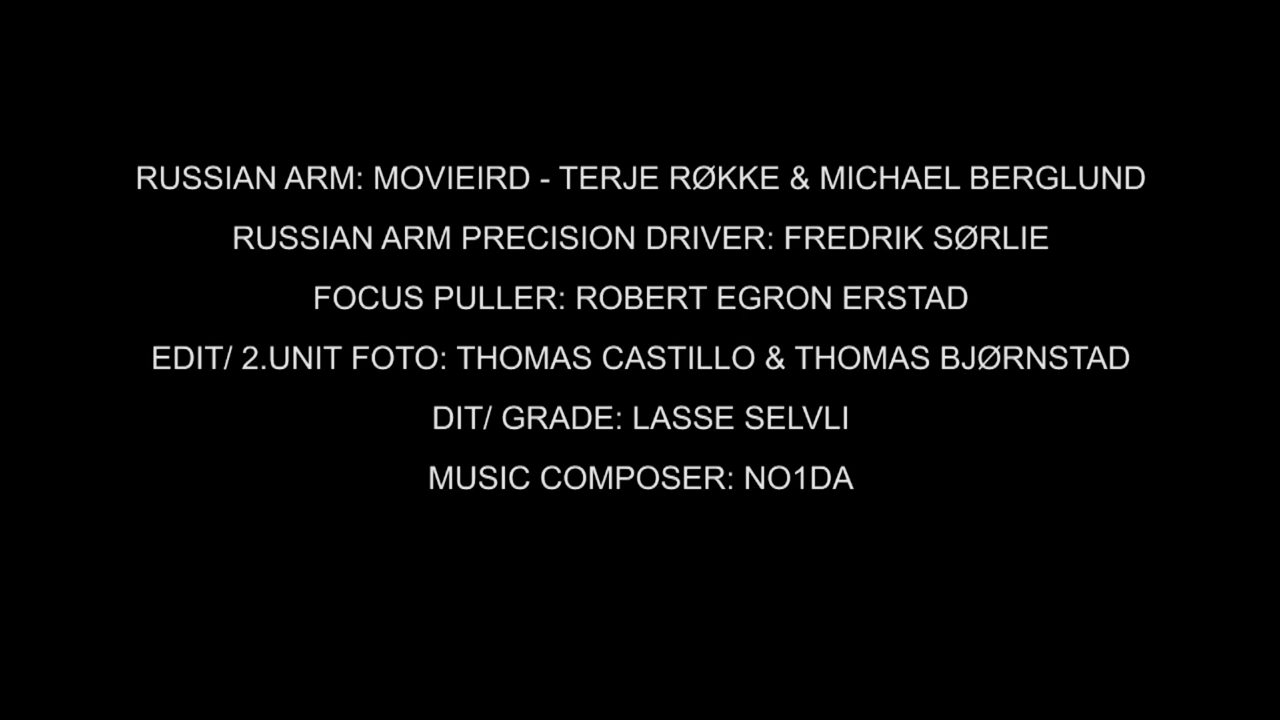 RUSSIAN ARM: MOVIEIRD - TERJE RØKKE & MICHAEL BERGLUND
RUSSIAN ARM PRECISION DRIVER: FREDRIK SØRLIE
FOCUS PULLER: ROBERT EGRON ERSTAD
EDIT/ 2.UNIT FOTO: THOMAS CASTILLO & THOMAS BJØRNSTAD
DIT/ GRADE: LASSE SELVLI
MUSIC COMPOSER: NO1DA